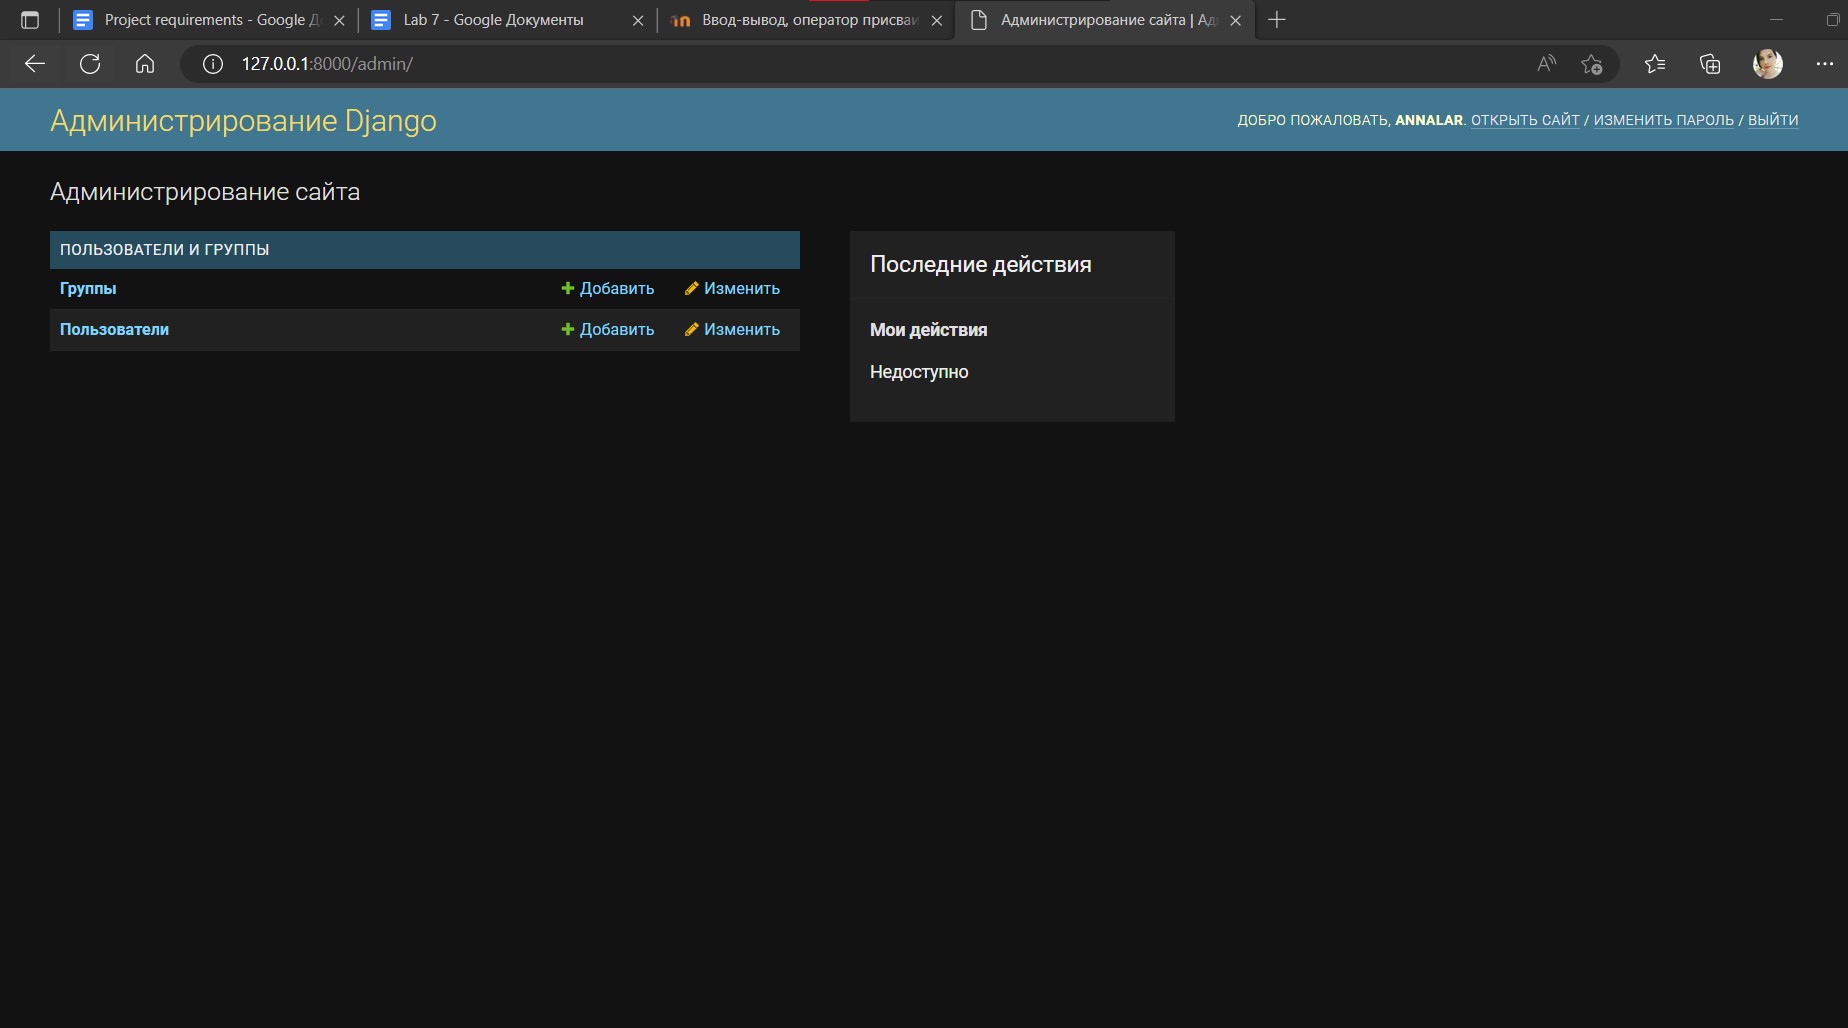 Project requirements - Google Д
Lab 7 - Google Документы
Ввод-вывод, оператор присваи
Администрирование сайта | Ад
127.0.0.1:8000/admin/
Администрирование Django
ДОБРО ПОЖАЛОВАТЬ, ANNALAR. ОТКРЫТЬ САЙТ / ИЗМЕНИТЬ ПАРОЛЬ / ВЫЙТИ
Администрирование сайта
ПОЛЬЗОВАТЕЛИ И ГРУППЫ
Группы Добавить Изменить
Пользователи Добавить Изменить
Последние действия
Мои действия
Недоступно